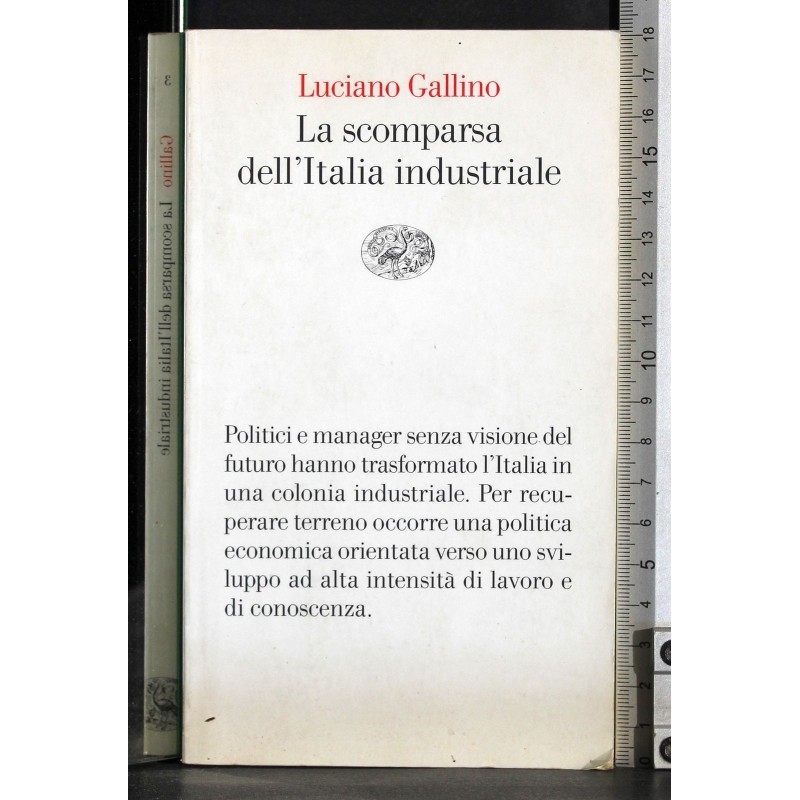 Luciano Gallino
La scomparsa
dell'Italia industriale
Politici e manager senza visione del
futuro hanno trasformato l'Italia in
una colonia industriale. Per recu-
perare terreno occorre una politica
economica orientata verso uno svi-
luppo ad alta intensità di lavoro e
di conoscenza.
3 Gallino La scomparsa dell'Italia industriale
18
17
16
15
14
13
12
11
10
9
8
7
6
5
4
3
2
1
0